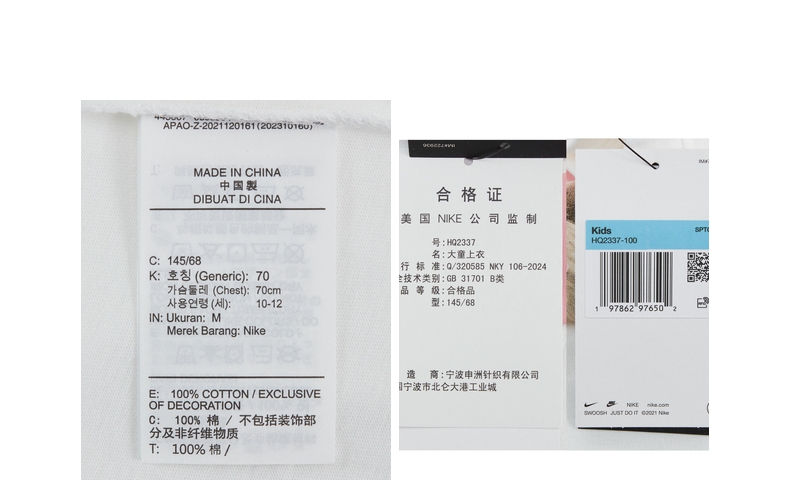 APAO-Z-2021120161(202310160)
MADE IN CHINA
中国製
DIBUAT DI CINA
C: 145/68
K: 호칭 (Generic): 70
가슴둘레 (Chest): 70cm
사용연령 (세): 10-12
IN: Ukuran: M
Merek Barang: Nike
E: 100% COTTON / EXCLUSIVE
OF DECORATION
C: 100% 棉 / 不包括装饰部
分及非纤维物质
T: 100% 棉 /
合格证
美国 NIKE 公司监制
号:HQ2337
名:大童上衣
行 标 准:Q/320585 NKY 106-2024
全技术类别:GB 31701 B类
品 等 级:合格品
型:145/68
造 商:宁波申洲针织有限公司
宁波市北仑大港工业城
Kids
HQ2337-100
1 97862 97650 2
NIKE nike.com
SWOOSH JUST DO IT ©2021 Nike